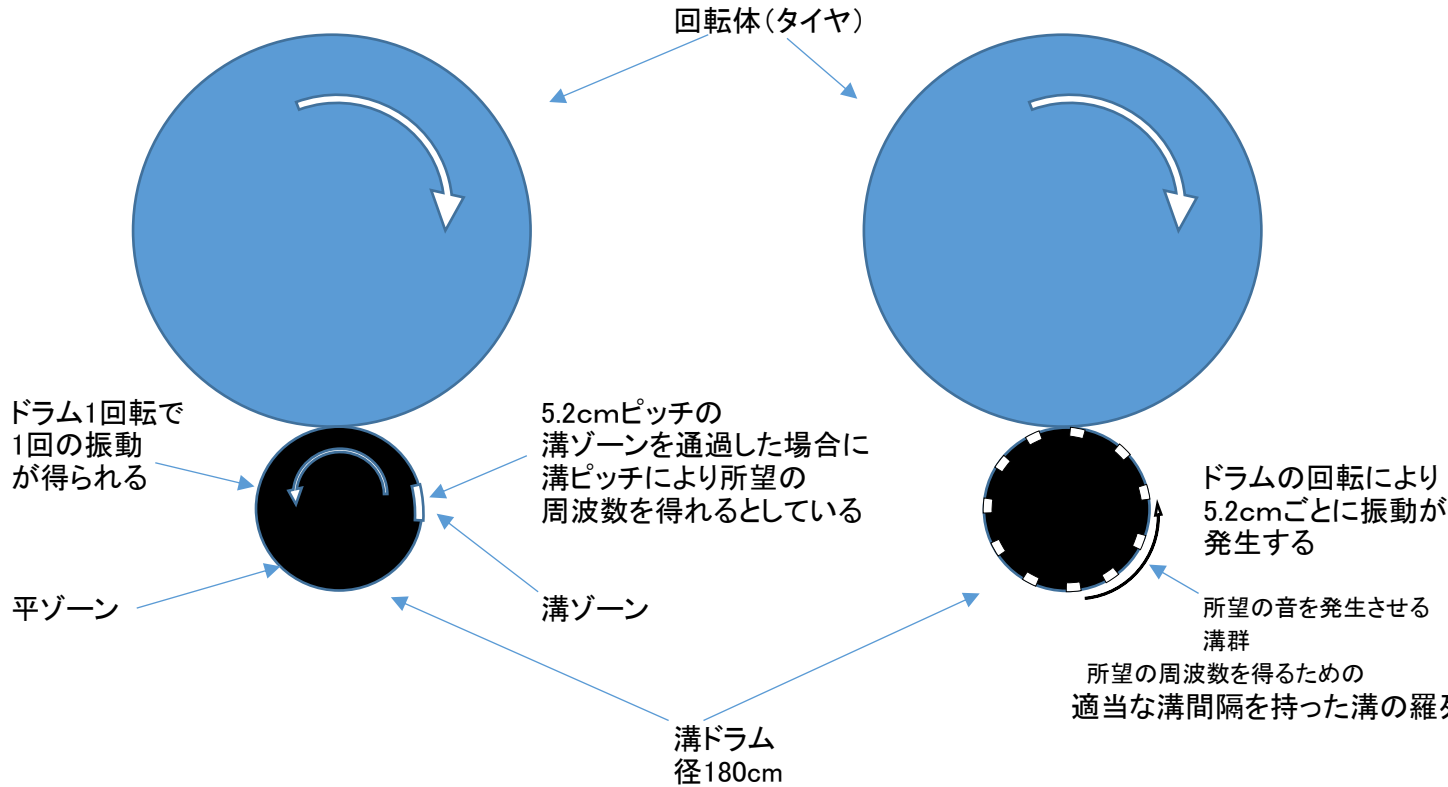 回転体（タイヤ）
ドラム1回転で
1回の振動
が得られる
5.2cmピッチの
溝ゾーンを通過した場合に
溝ピッチにより所望の
周波数を得れるとしている
ドラムの回転により
5.2cmごとに振動が
発生する
平ゾーン
溝ゾーン
所望の音を発生させる
溝群
所望の周波数を得るための
適当な溝間隔を持った溝の羅
溝ドラム
径180cm